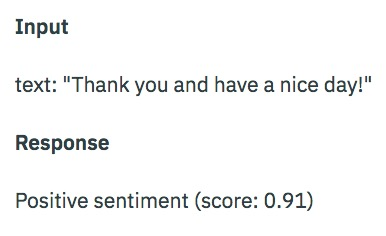 Input
text: "Thank you and have a nice day!"
Response
Positive sentiment (score: 0.91)